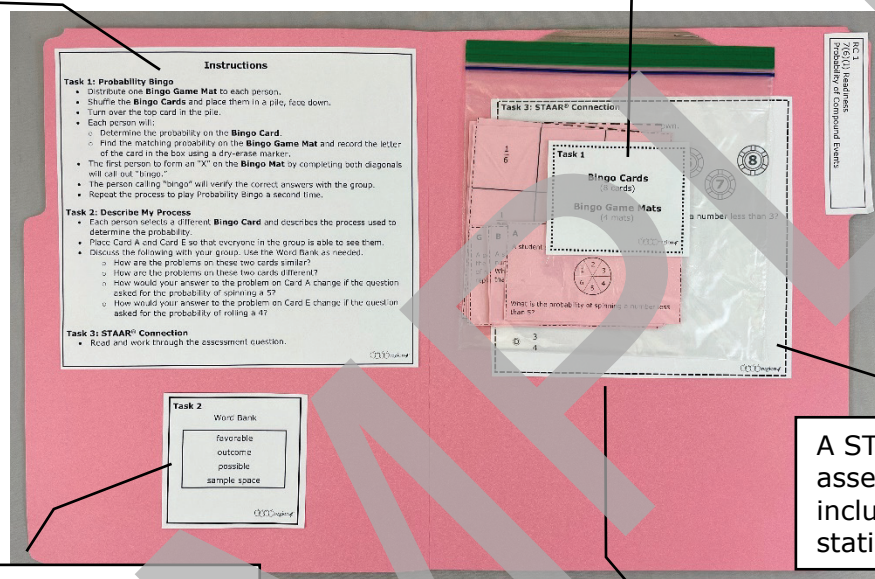 Instructions
Task 1: Probability Bingo
• Distribute one Bingo Game Mat to each person.
• Shuffle the Bingo Cards and place them in a pile, face down.
• Turn over the top card in the pile.
• Each person will:
○ Determine the probability on the Bingo Card.
○ Find the matching probability on the Bingo Game Mat and record the letter
of the card in the box using a dry-erase marker.
• The first person to form an "X" on the Bingo Mat by completing both diagonals
will call out "bingo."
• The person calling "bingo" will verify the correct answers with the group.
• Repeat the process to play Probability Bingo a second time.
Task 2: Describe My Process
• Each person selects a different Bingo Card and describes the process used to
determine the probability.
• Place Card A and Card E so that everyone in the group is able to see them.
• Discuss the following with your group. Use the Word Bank as needed.
○ How are the problems on these two cards similar?
○ How are the problems on these two cards different?
○ How would your answer to the problem on Card A change if the question
asked for the probability of spinning a 5?
○ How would your answer to the problem on Card E change if the question
asked for the probability of rolling a 4?
Task 3: STAAR® Connection
• Read and work through the assessment question.
Task 2
Word Bank
favorable
outcome
possible
sample space
Task 3: STAAR® Connection
1/6
Task 1
Bingo Cards
(8 cards)
Bingo Game Mats
(4 mats)
7
8
a number less than 3?
C
B
A
student
What is the probability of spinning a number less
than 5?
3/4
RC 1
7(6)(I) Readiness
Probability of Compound Events
A ST
asse
inclu
stati